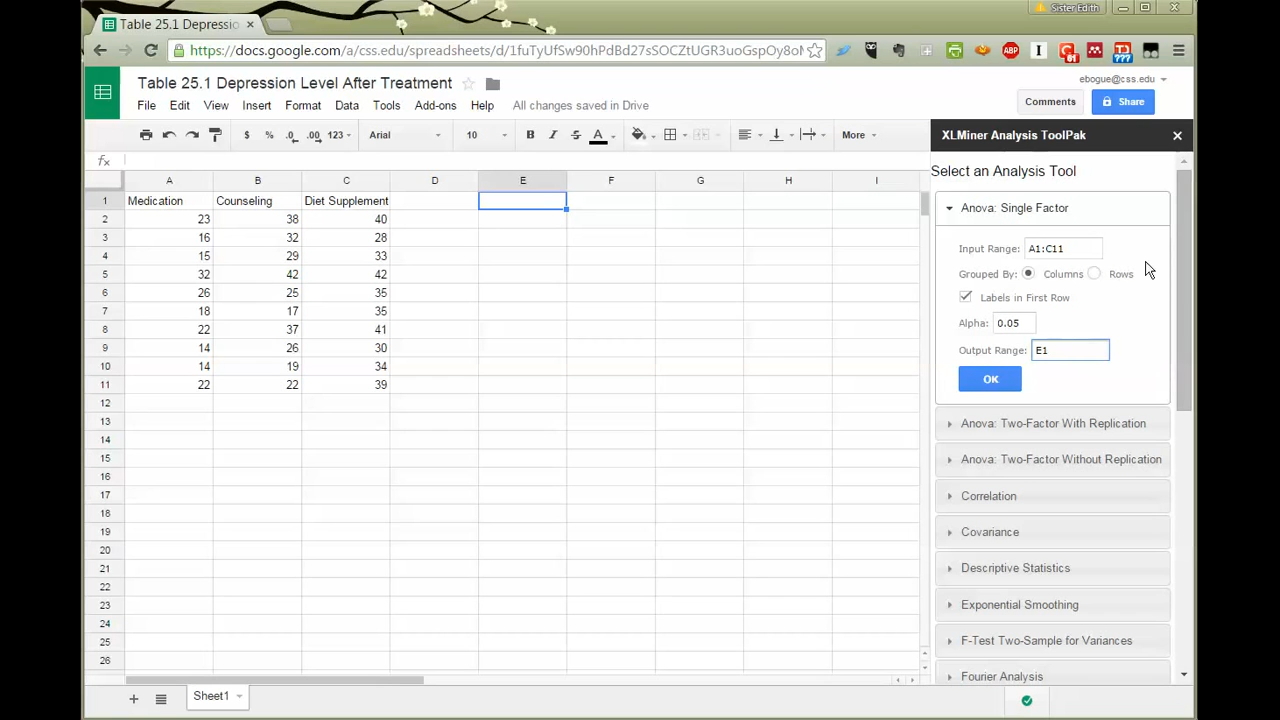 Sister Edith
Table 25.1 Depressio
https://docs.google.com/a/css.edu/spreadsheets/d/1fuTyUfSw90hPdBd27sSOCZtUGR3uoGspOy8oM
ABP
61
???
Table 25.1 Depression Level After Treatment
ebogue@css.edu
File Edit View Insert Format Data Tools Add-ons Help All changes saved in Drive
Comments Share
$ % .0 .00 123 Arial 10 B I S A More
fx
XLMiner Analysis ToolPak
Select an Analysis Tool
Anova: Single Factor
Input Range: A1:C11
Grouped By: Columns Rows
Labels in First Row
Alpha: 0.05
Output Range: E1
OK
Anova: Two-Factor With Replication
Anova: Two-Factor Without Replication
Correlation
Covariance
Descriptive Statistics
Exponential Smoothing
F-Test Two-Sample for Variances
Fourier Analysis
A B C D E F G H I
1 Medication Counseling Diet Supplement
2 23 38 40
3 16 32 28
4 15 29 33
5 32 42 42
6 26 25 35
7 18 17 35
8 22 37 41
9 14 26 30
10 14 19 34
11 22 22 39
12
13
14
15
16
17
18
19
20
21
22
23
24
25
26
Sheet1